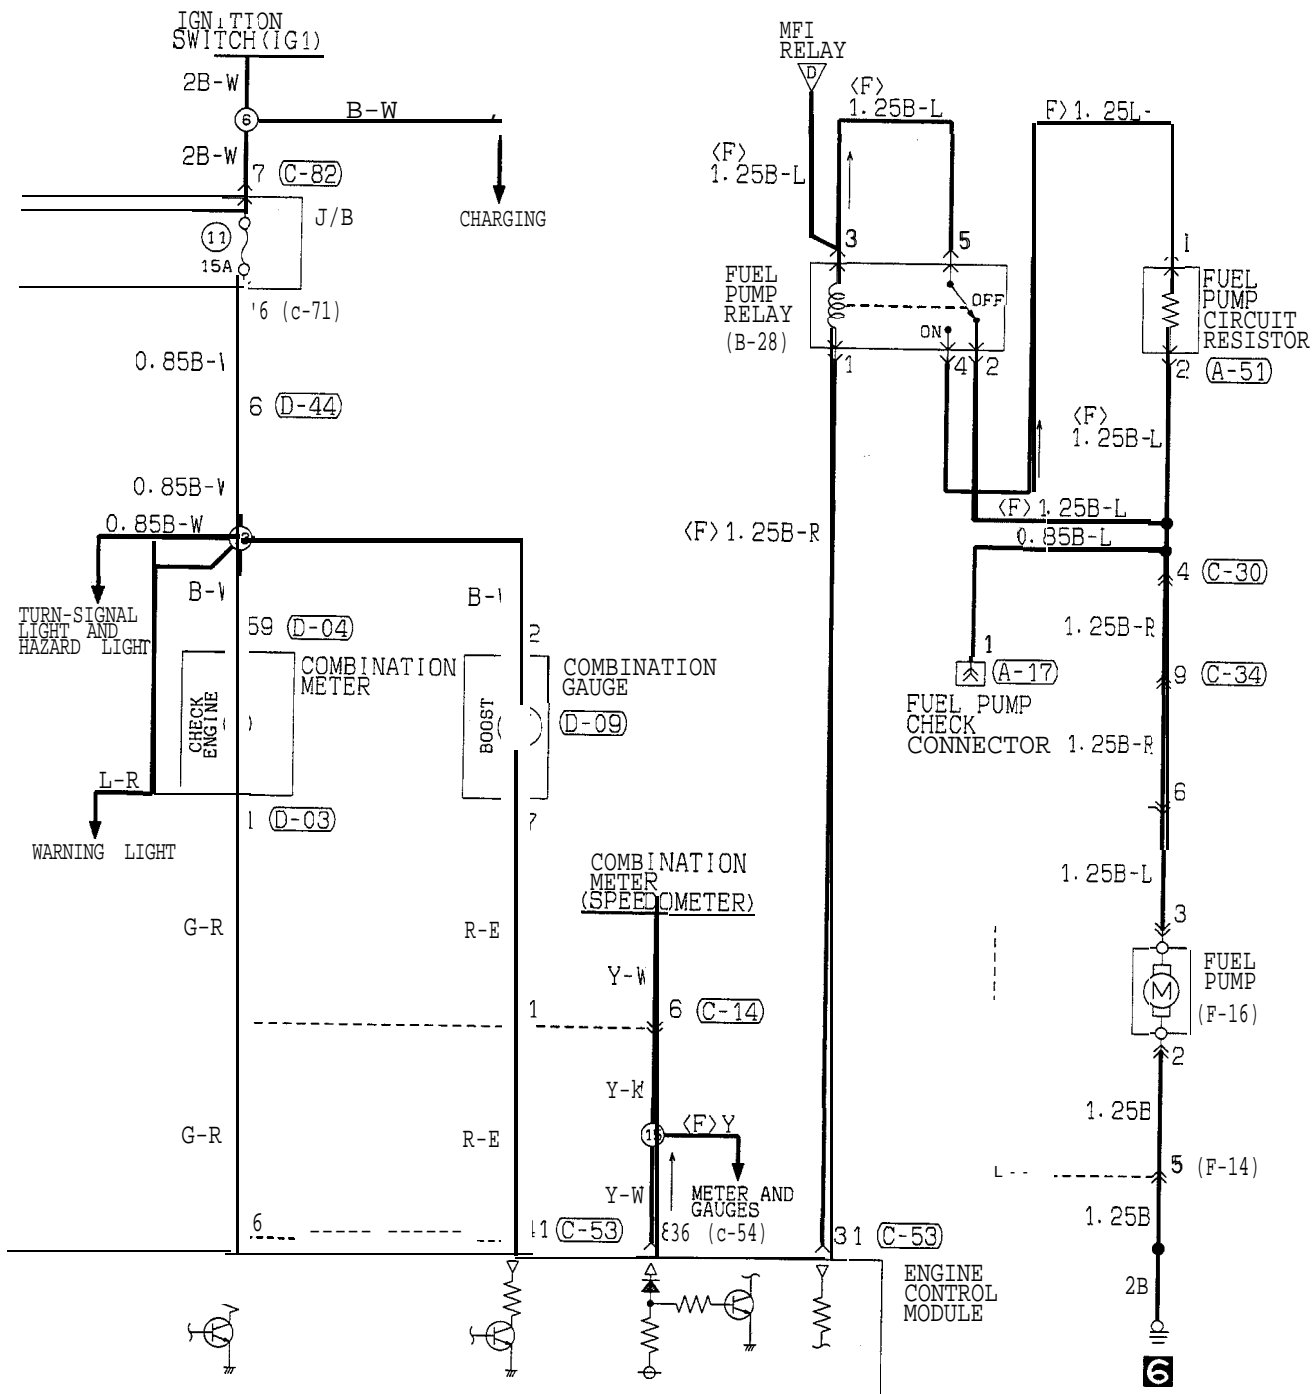 IGNITION
SWITCH(IG1)
2B-W
6
B-W
2B-W
7 (C-82)
CHARGING
J/B
11
15A
'6 (c-71)
0.85B-
6 (D-44)
0.85B-
0.85B-W
TURN-SIGNAL
LIGHT AND
HAZARD LIGHT
B-
59 (D-04)
COMBINATION
METER
CHECK
ENGINE
L-R
WARNING LIGHT
1 (D-03)
G-R
G-R
6
B-
2
COMBINATION
GAUGE
(D-09)
BOOST
7
R-E
1
R-E
41 (C-53)
COMBINATION
METER
(SPEEDOMETER)
Y-W
6 (C-14)
Y-W
15
<F>Y
METER AND
GAUGES
Y-W
836 (c-54)
MFI
RELAY
D
<F>
1.25B-L
<F>
1.25B-L
F>1.25L-
3
5
1
FUEL
PUMP
RELAY
(B-28)
OFF
ON
1
4
2
FUEL
PUMP
CIRCUIT
RESISTOR
2 (A-51)
<F>
1.25B-L
<F>1.25B-L
0.85B-L
<F>1.25B-R
4 (C-30)
1.25B-R
1
(A-17)
FUEL PUMP
CHECK
CONNECTOR
9 (C-34)
1.25B-R
6
1.25B-L
3
FUEL
PUMP
(F-16)
M
2
1.25B
5 (F-14)
1.25B
31 (C-53)
ENGINE
CONTROL
MODULE
2B
6